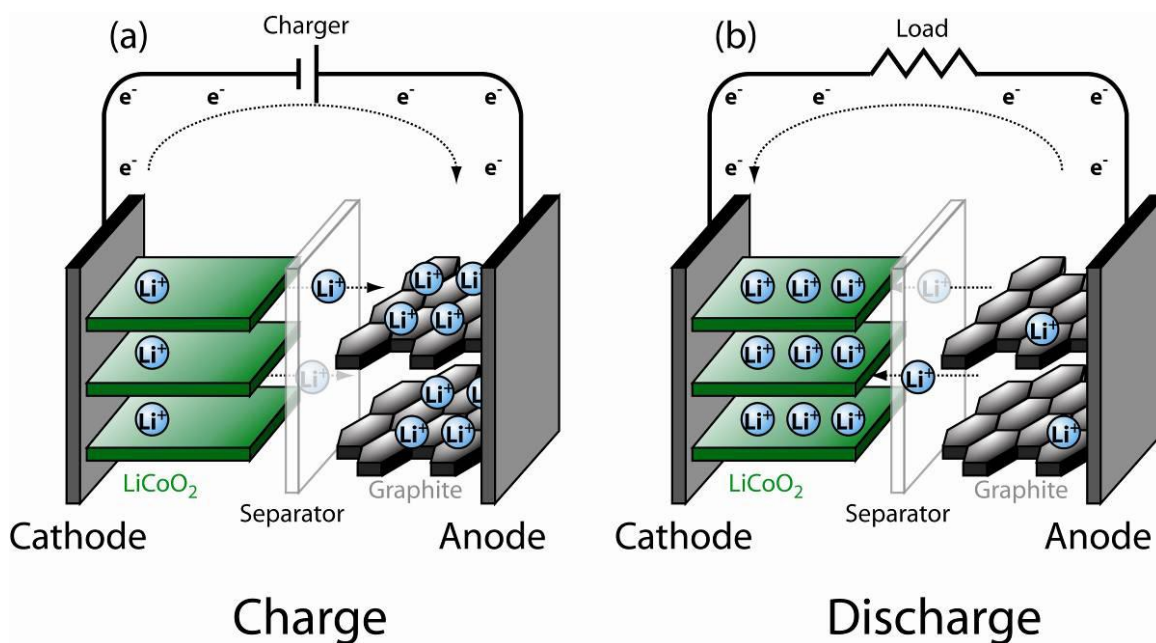 (a)
Charger
e⁻
e⁻
e⁻
e⁻
e⁻
e⁻
Li⁺
Li⁺
Li⁺
Li⁺
Li⁺
Li⁺
Li⁺
Li⁺
Li⁺
Li⁺
Li⁺
Li⁺
Li⁺
LiCoO₂
Graphite
Separator
Cathode
Anode
Charge
(b)
Load
e⁻
e⁻
e⁻
e⁻
e⁻
e⁻
Li⁺
Li⁺
Li⁺
Li⁺
Li⁺
Li⁺
Li⁺
Li⁺
Li⁺
Li⁺
Li⁺
Li⁺
Li⁺
LiCoO₂
Graphite
Separator
Cathode
Anode
Discharge